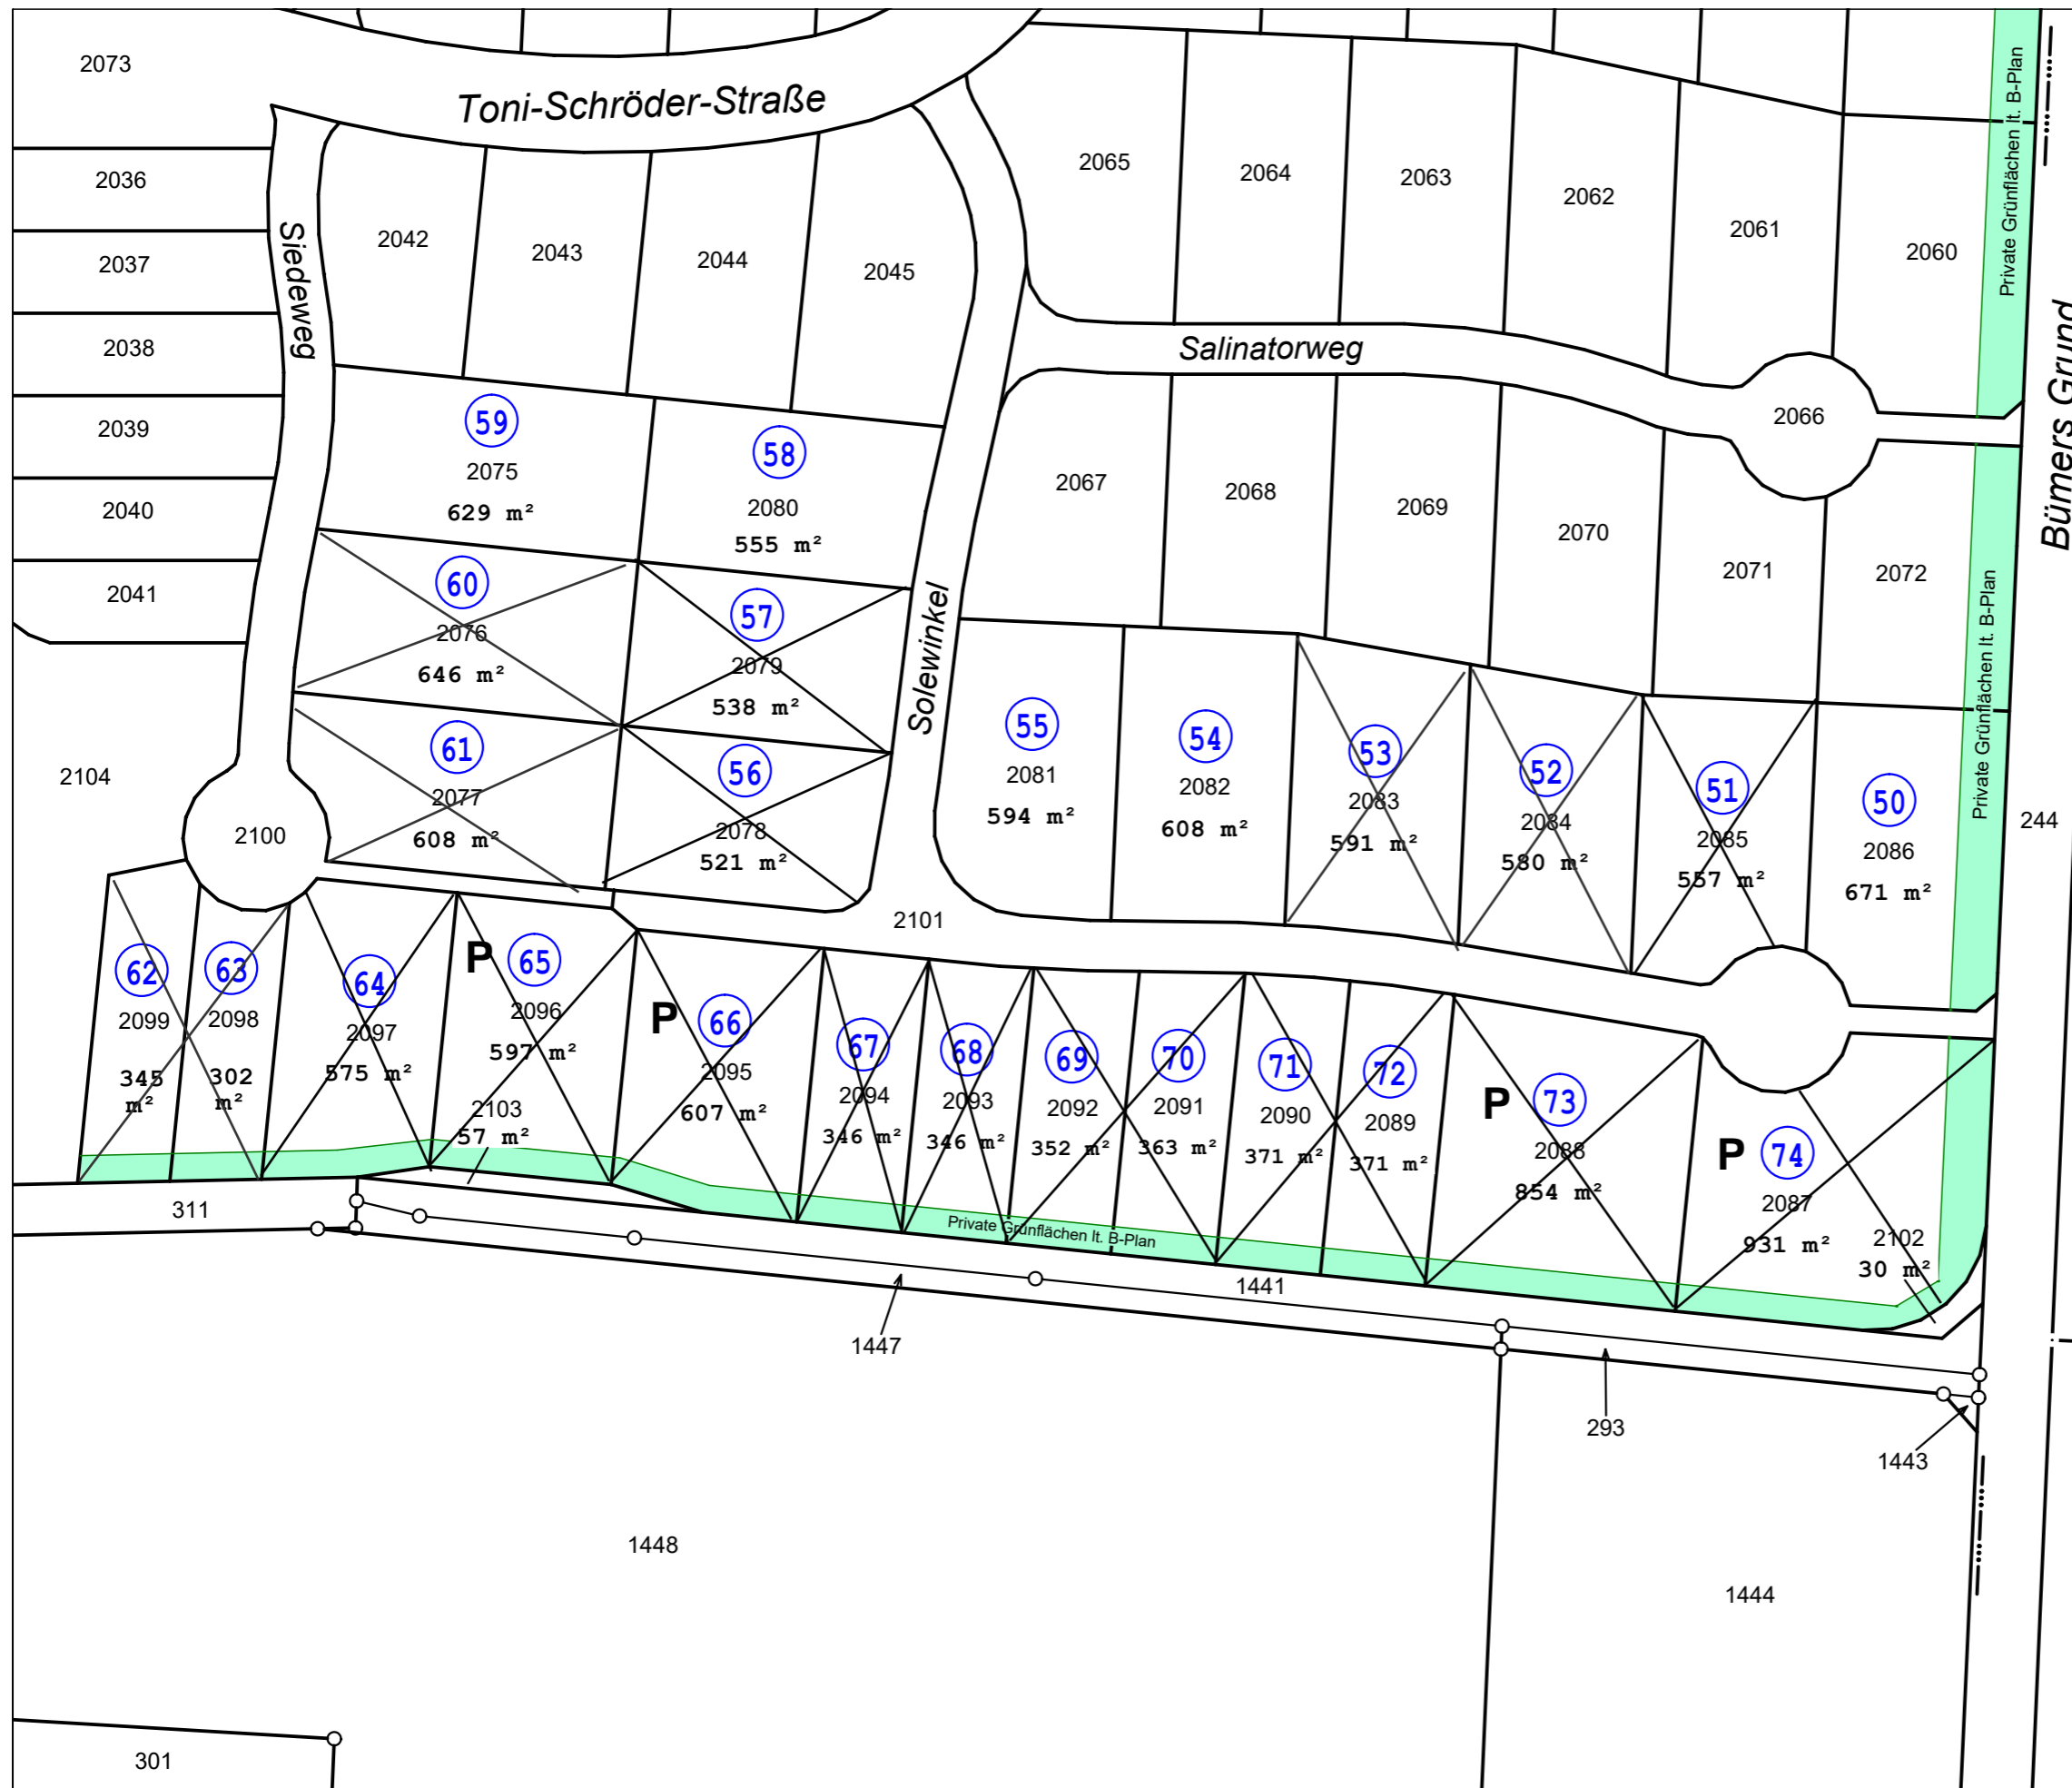 2073
Toni-Schröder-Straße
Private Grünflächen lt. B-Plan
2036
2065
2064
2063
2062
2061
2060
2037
Siedeweg
2042
2043
2044
2045
2038
Salinatorweg
Bümers Grund
2039
2066
59
2075
629 m²
58
2080
555 m²
2040
2067
2068
2069
2070
2071
2072
2041
60
2076
646 m²
57
2079
538 m²
Solewinkel
Private Grünflächen lt. B-Plan
2104
61
2077
608 m²
56
2078
521 m²
55
2081
594 m²
54
2082
608 m²
53
2083
591 m²
52
2084
580 m²
51
2085
557 m²
50
2086
671 m²
244
2100
2101
62
2099
345
m²
63
2098
302
m²
64
2097
575 m²
P
65
2096
597 m²
2103
57 m²
P
66
2095
607 m²
67
2094
346 m²
68
2093
346 m²
69
2092
352 m²
70
2091
363 m²
71
2090
371 m²
72
2089
371 m²
P
73
2088
854 m²
P
74
2087
931 m²
2102
30 m²
311
Private Grünflächen lt. B-Plan
1441
1447
293
1443
1448
1444
301